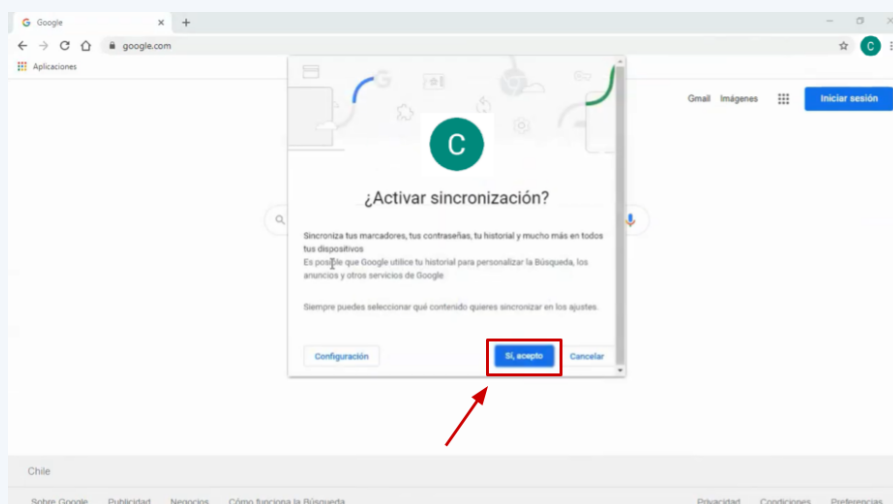 Google
google.com
C
Aplicaciones
Gmail Imágenes
Iniciar sesión
C
¿Activar sincronización?
Sincroniza tus marcadores, tus contraseñas, tu historial y mucho más en todos
tus dispositivos
Es posible que Google utilice tu historial para personalizar la Búsqueda, los
anuncios y otros servicios de Google
Siempre puedes seleccionar qué contenido quieres sincronizar en los ajustes.
Configuración
Sí, acepto
Cancelar
Chile
Sobre Google Publicidad Negocios Cómo funciona la Búsqueda
Privacidad Condiciones Preferencias